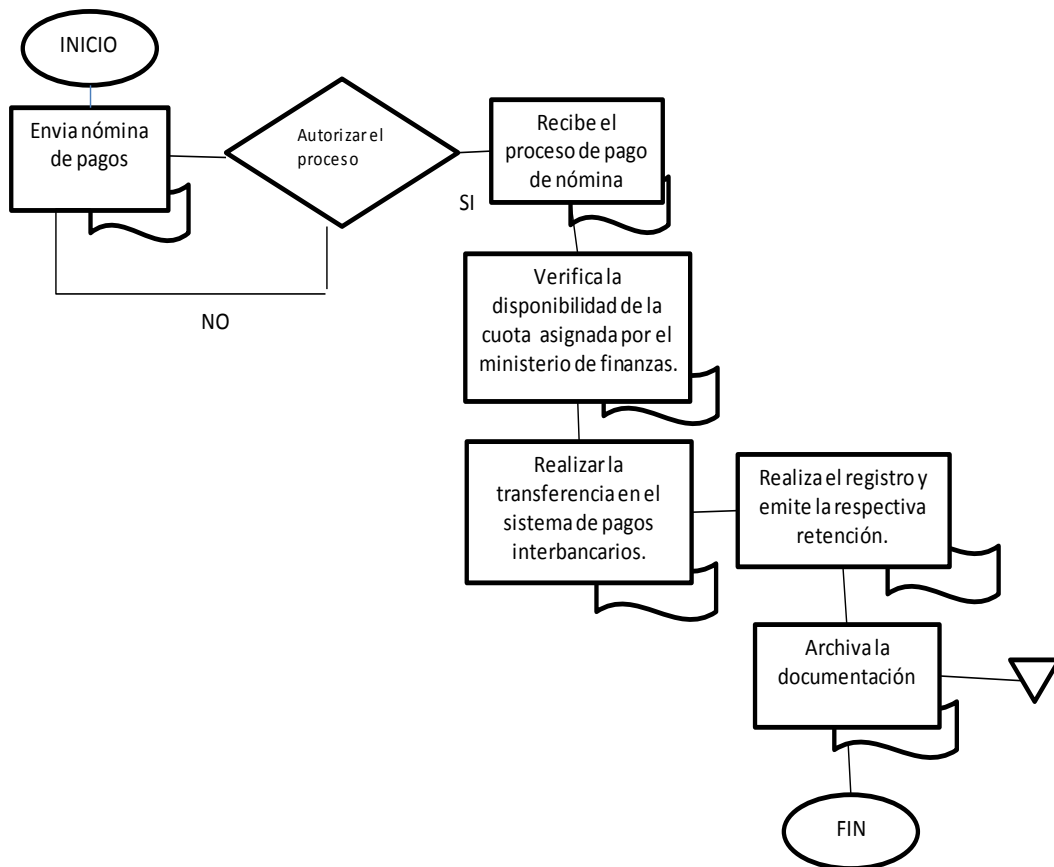 INICIO
Envia nómina
de pagos
Autorizar el
proceso
Recibe el
proceso de pago
de nómina
SI
NO
Verifica la
disponibilidad de la
cuota asignada por el
ministerio de finanzas.
Realizar la
transferencia en el
sistema de pagos
interbancarios.
Realiza el registro y
emite la respectiva
retención.
Archiva la
documentación
FIN